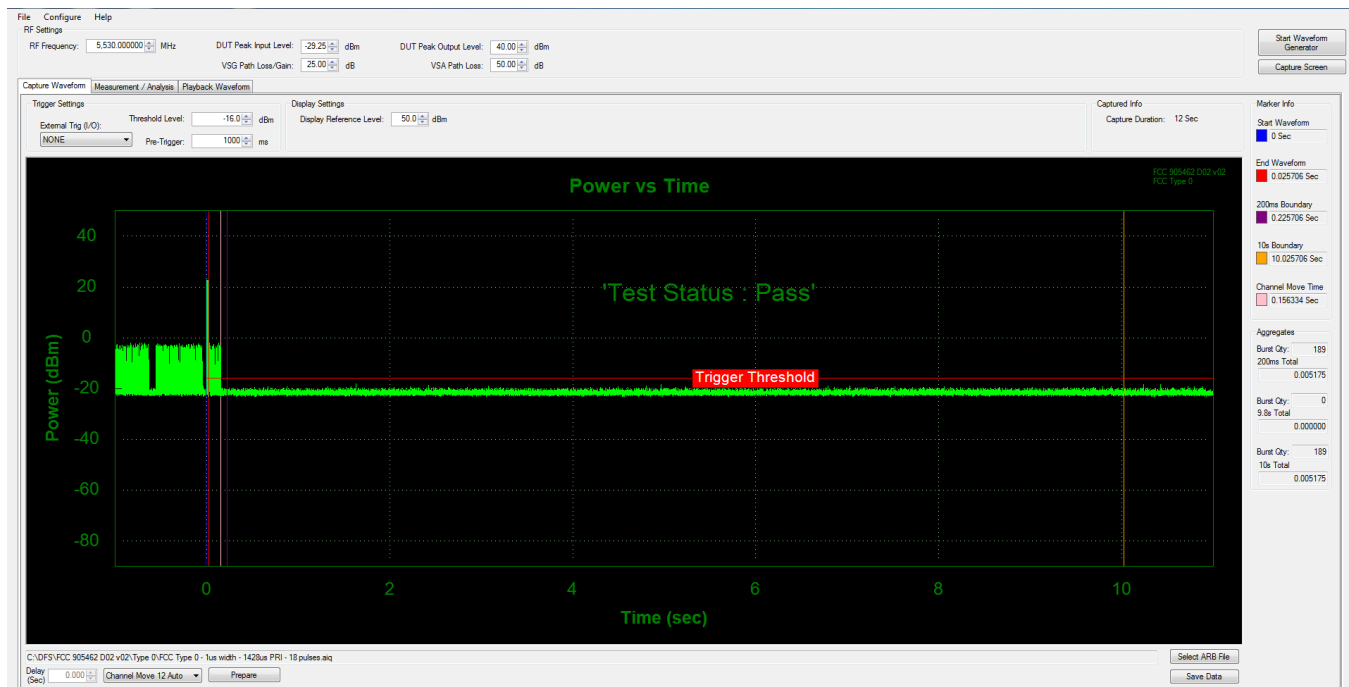 File Configure Help
RF Settings
RF Frequency: 5,530.000000 MHz DUT Peak Input Level: -29.25 dBm DUT Peak Output Level: 40.00 dBm
VSG Path Loss/Gain: 25.00 dB VSA Path Loss: 50.00 dB
Start Waveform
Generator
Capture Screen
Capture Waveform Measurement / Analysis Playback Waveform
Trigger Settings
External Trig (I/O):
NONE
Threshold Level: -16.0 dBm
Pre-Trigger: 1000 ms
Display Settings
Display Reference Level: 50.0 dBm
Captured Info
Capture Duration: 12 Sec
Power vs Time
FCC 905462 D02 v02
FCC Type 0
'Test Status : Pass'
Trigger Threshold
Power (dBm)
40
20
0
-20
-40
-60
-80
0 2 4 6 8 10
Time (sec)
Marker Info
Start Waveform
0 Sec
End Waveform
0.025706 Sec
200ms Boundary
0.225706 Sec
10s Boundary
10.025706 Sec
Channel Move Time
0.156334 Sec
Aggregates
Burst Qty: 189
200ms Total
0.005175
Burst Qty: 0
9.8s Total
0.000000
Burst Qty: 189
10s Total
0.005175
C:\DFS\FCC 905462 D02 v02\Type 0\FCC Type 0 - 1us width - 1428us PRI - 18 pulses.aiq
Select ARB File
Delay
(Sec) 0.000 Channel Move 12 Auto Prepare
Save Data